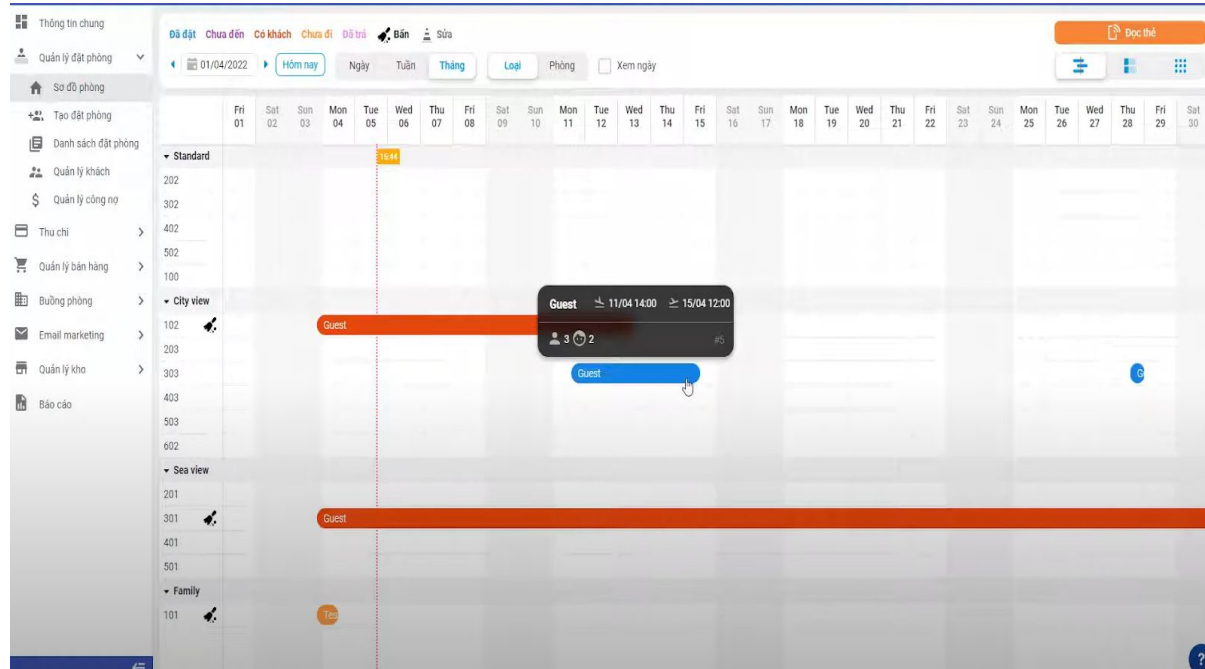 Thông tin chung
Quản lý đặt phòng
Sơ đồ phòng
Tạo đặt phòng
Danh sách đặt phòng
Quản lý khách
Quản lý công nợ
Thu chi
Quản lý bán hàng
Buồng phòng
Email marketing
Quản lý kho
Báo cáo
Đã đặt Chưa đến Có khách Chưa đi Đã trả Bẩn Sửa
Đọc thẻ
01/04/2022 Hôm nay Ngày Tuần Tháng Loại Phòng Xem ngày
Fri Sat Sun Mon Tue Wed Thu Fri Sat Sun Mon Tue Wed Thu Fri Sat Sun Mon Tue Wed Thu Fri Sat Sun Mon Tue Wed Thu Fri Sat
01 02 03 04 05 06 07 08 09 10 11 12 13 14 15 16 17 18 19 20 21 22 23 24 25 26 27 28 29 30
Standard 15:44
202
302
402
502
100
City view
Guest 11/04 14:00 15/04 12:00
102 Guest
3 2 #5
203
303 Guest G
403
503
602
Sea view
201
301 Guest
401
501
Family
101 Tes
?